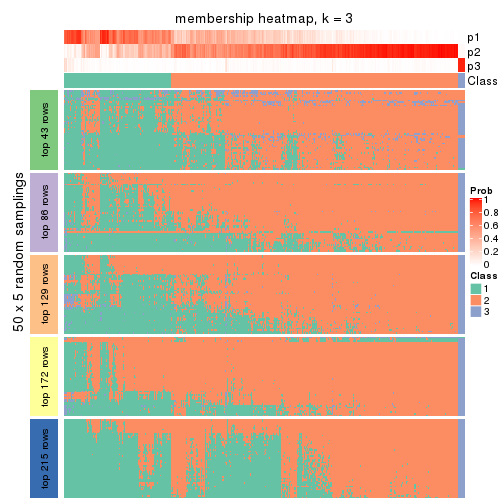 membership heatmap, k = 3
p1
p2
p3
Class
50 x 5 random samplings
top 43 rows
top 86 rows
top 129 rows
top 172 rows
top 215 rows
Prob
1
0.8
0.6
0.4
0.2
0
Class
1
2
3